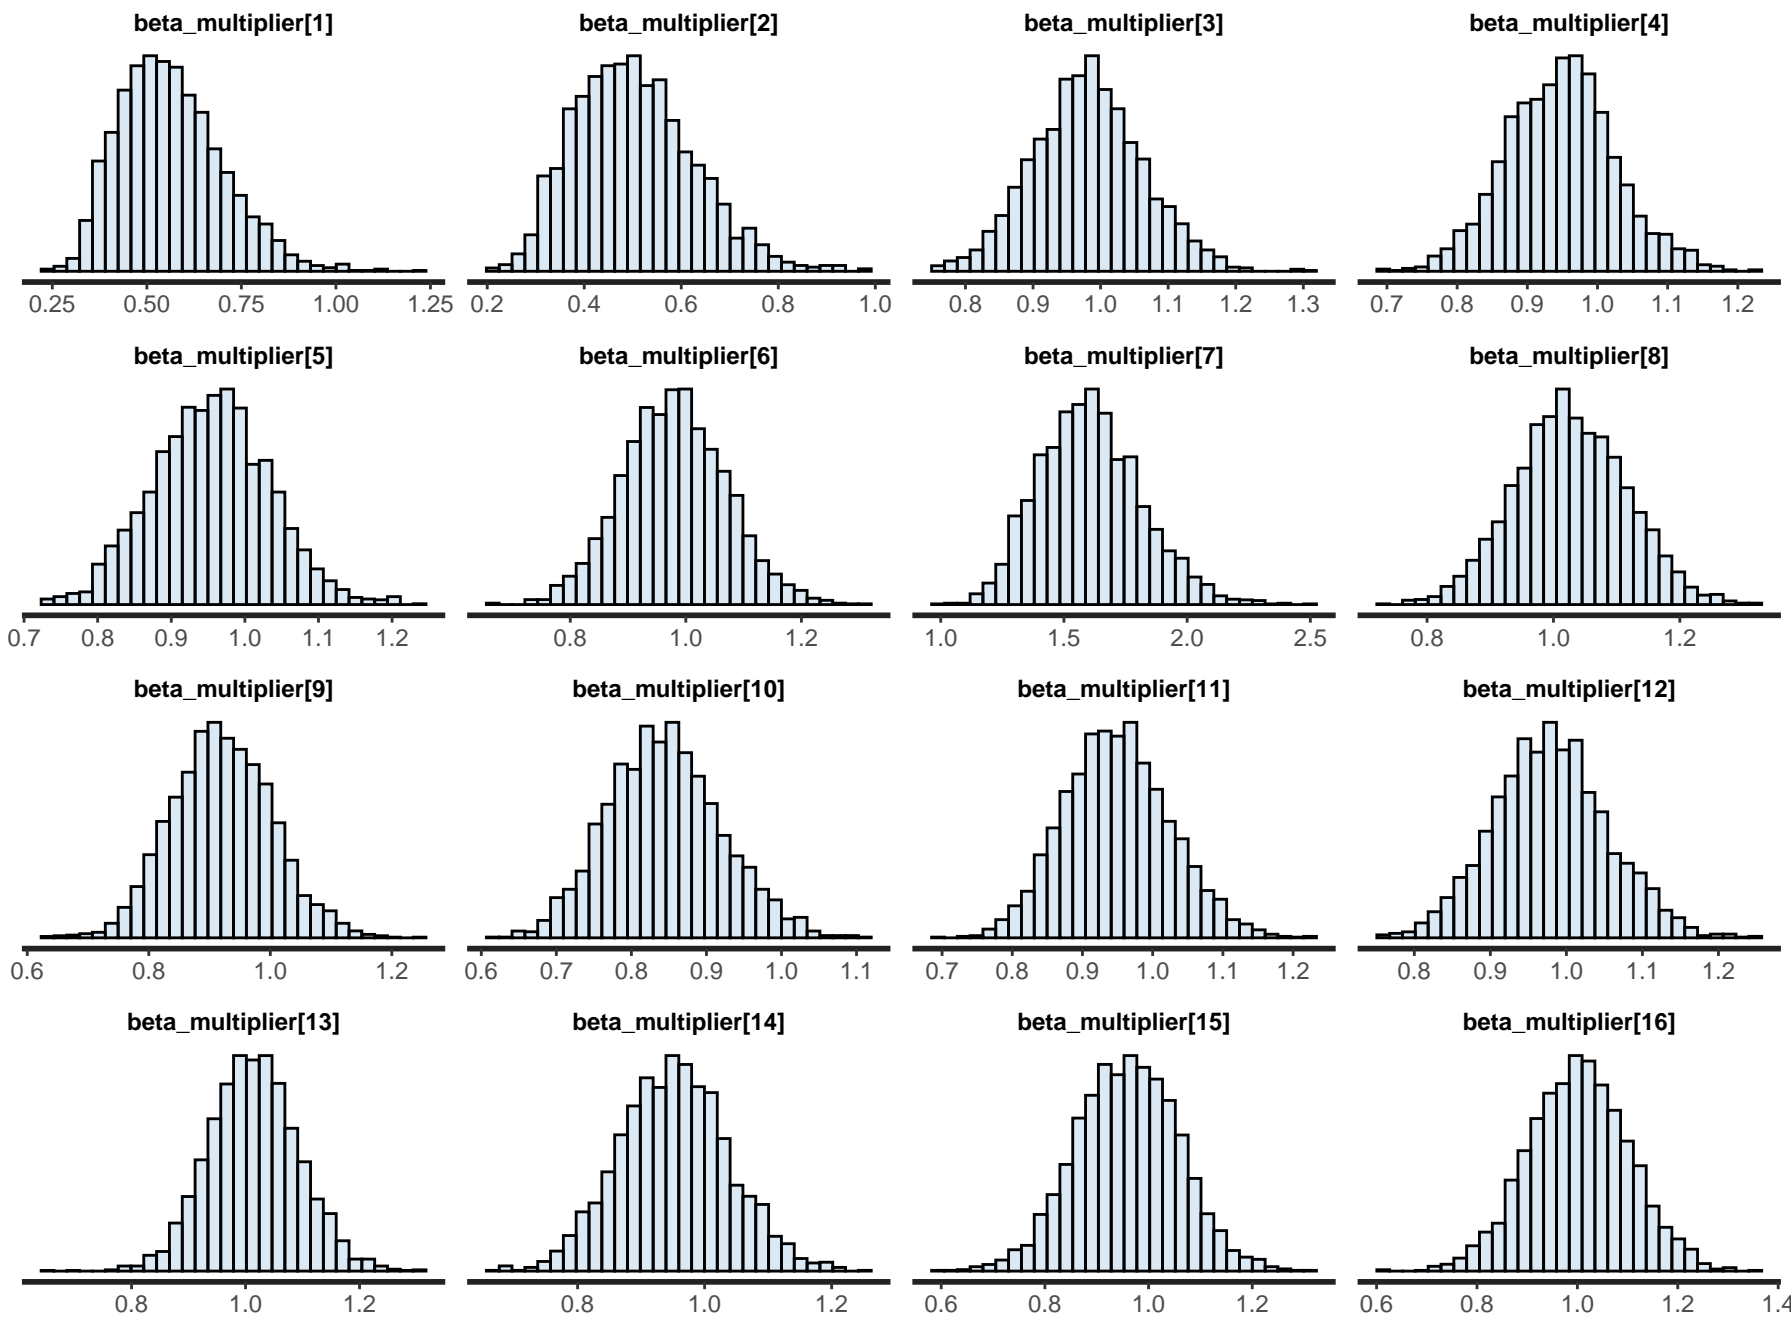 beta_multiplier[1] beta_multiplier[2] beta_multiplier[3] beta_multiplier[4]
0.25 0.50 0.75 1.00 1.25 0.2 0.4 0.6 0.8 1.0 0.8 0.9 1.0 1.1 1.2 1.3 0.7 0.8 0.9 1.0 1.1 1.2
beta_multiplier[5] beta_multiplier[6] beta_multiplier[7] beta_multiplier[8]
0.7 0.8 0.9 1.0 1.1 1.2 0.8 1.0 1.2 1.0 1.5 2.0 2.5 0.8 1.0 1.2
beta_multiplier[9] beta_multiplier[10] beta_multiplier[11] beta_multiplier[12]
0.6 0.8 1.0 1.2 0.6 0.7 0.8 0.9 1.0 1.1 0.7 0.8 0.9 1.0 1.1 1.2 0.8 0.9 1.0 1.1 1.2
beta_multiplier[13] beta_multiplier[14] beta_multiplier[15] beta_multiplier[16]
0.8 1.0 1.2 0.8 1.0 1.2 0.6 0.8 1.0 1.2 0.6 0.8 1.0 1.2 1.4